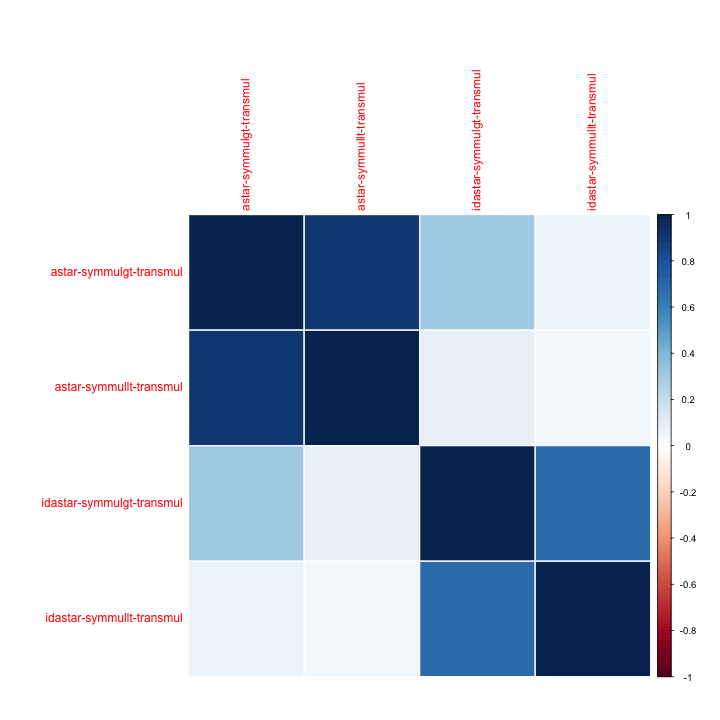 astar-symmulgt-transmul
astar-symmullt-transmul
idastar-symmulgt-transmul
idastar-symmullt-transmul
astar-symmulgt-transmul
astar-symmullt-transmul
idastar-symmulgt-transmul
idastar-symmullt-transmul
1
0.8
0.6
0.4
0.2
0
-0.2
-0.4
-0.6
-0.8
-1